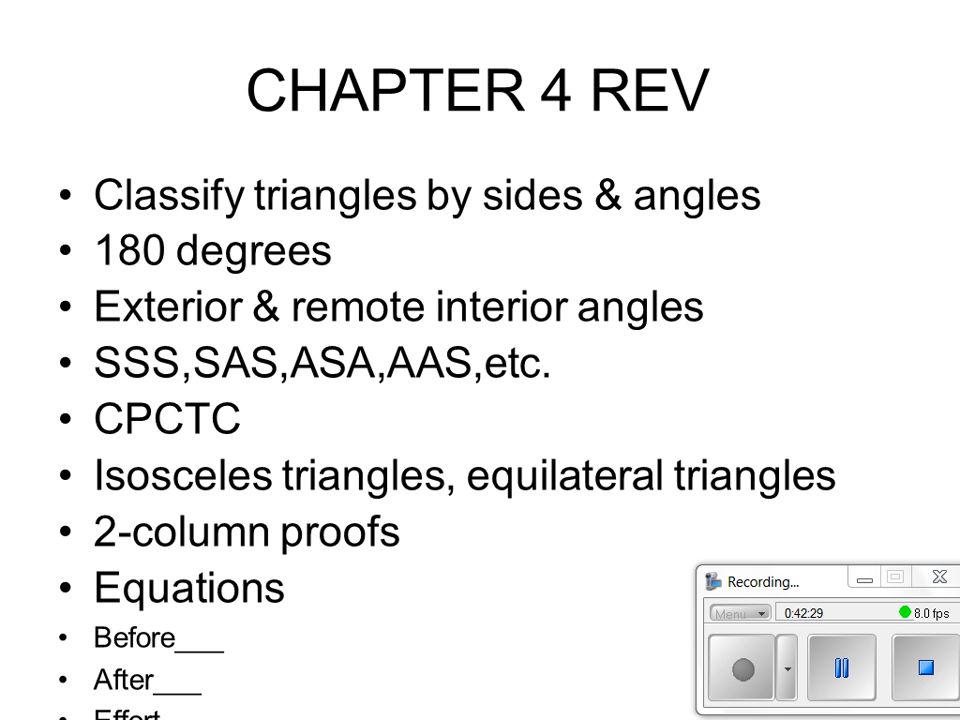 CHAPTER 4 REV
• Classify triangles by sides & angles
• 180 degrees
• Exterior & remote interior angles
• SSS,SAS,ASA,AAS,etc.
• CPCTC
• Isosceles triangles, equilateral triangles
• 2-column proofs
• Equations
• Before___
• After___
• Effort
Recording...
Menu 0:42:29 8.0 fps